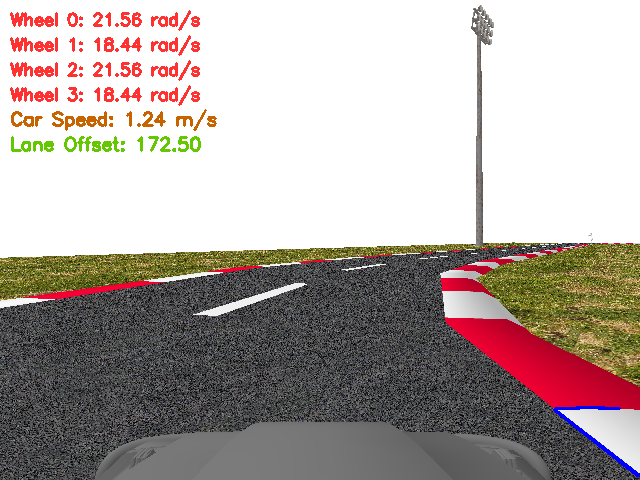 Wheel 0: 21.56 rad/s
Wheel 1: 18.44 rad/s
Wheel 2: 21.56 rad/s
Wheel 3: 18.44 rad/s
Car Speed: 1.24 m/s
Lane Offset: 172.50